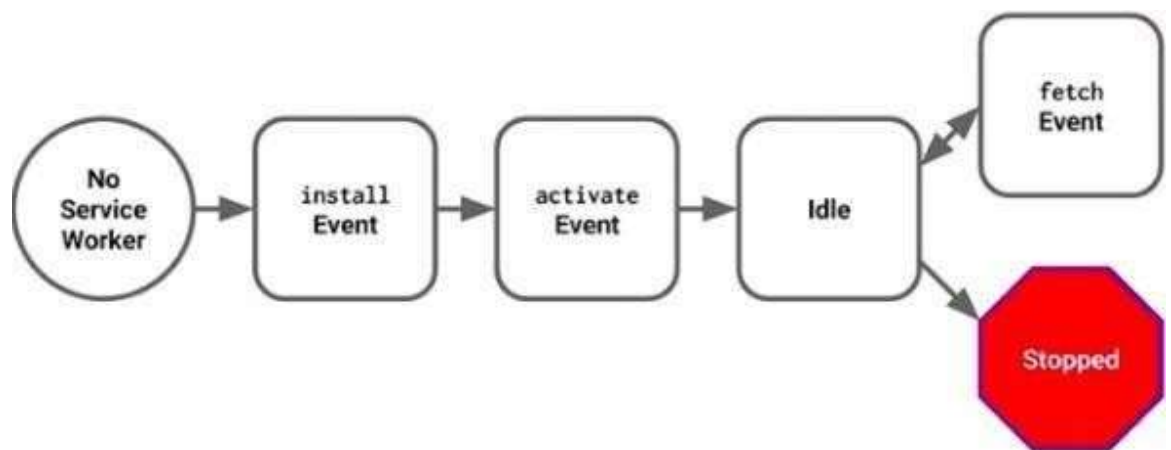 No
Service
Worker
install
Event
activate
Event
Idle
fetch
Event
Stopped